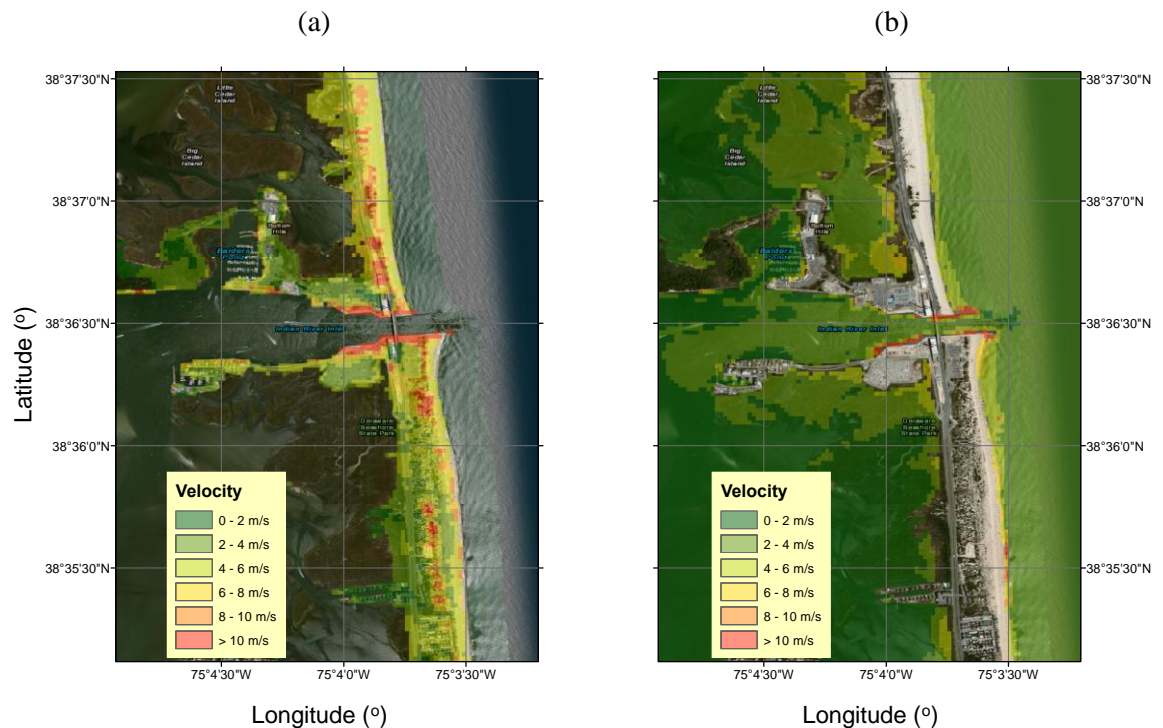 (a)
(b)
38°37'30"N
38°37'0"N
38°36'30"N
38°36'0"N
38°35'30"N
Latitude (º)
Little
Cedar
Island
Big
Cedar
Island
Bottom
Hills
Indian River Inlet
Delaware
Seashore
State Park
Velocity
0 - 2 m/s
2 - 4 m/s
4 - 6 m/s
6 - 8 m/s
8 - 10 m/s
> 10 m/s
75°4'30"W
75°4'0"W
75°3'30"W
Longitude (º)
Little
Cedar
Island
Big
Cedar
Island
Bottom
Hills
Indian River Inlet
Delaware
Seashore
State Park
Velocity
0 - 2 m/s
2 - 4 m/s
4 - 6 m/s
6 - 8 m/s
8 - 10 m/s
> 10 m/s
38°37'30"N
38°37'0"N
38°36'30"N
38°36'0"N
38°35'30"N
75°4'30"W
75°4'0"W
75°3'30"W
Longitude (º)